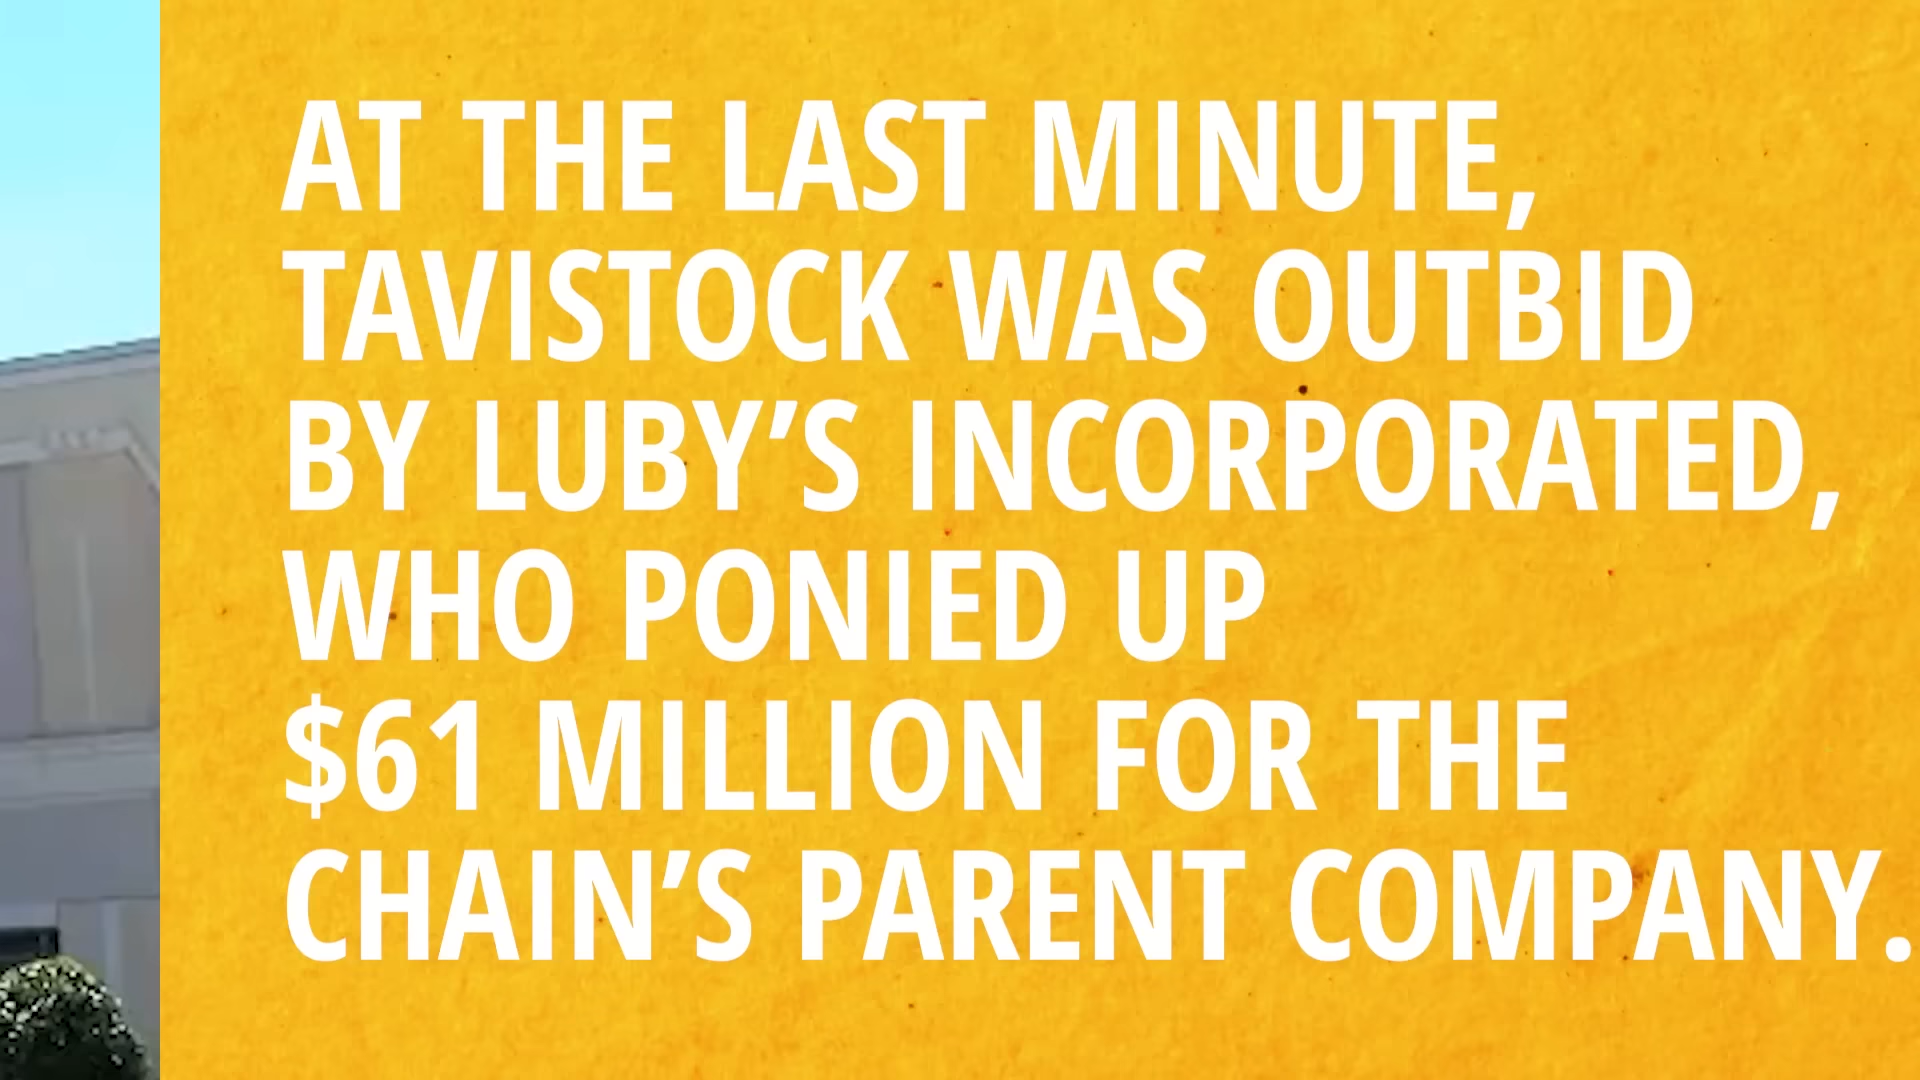 AT THE LAST MINUTE,
TAVISTOCK WAS OUTBID
BY LUBY’S INCORPORATED,
WHO PONIED UP
$61 MILLION FOR THE
CHAIN’S PARENT COMPANY.